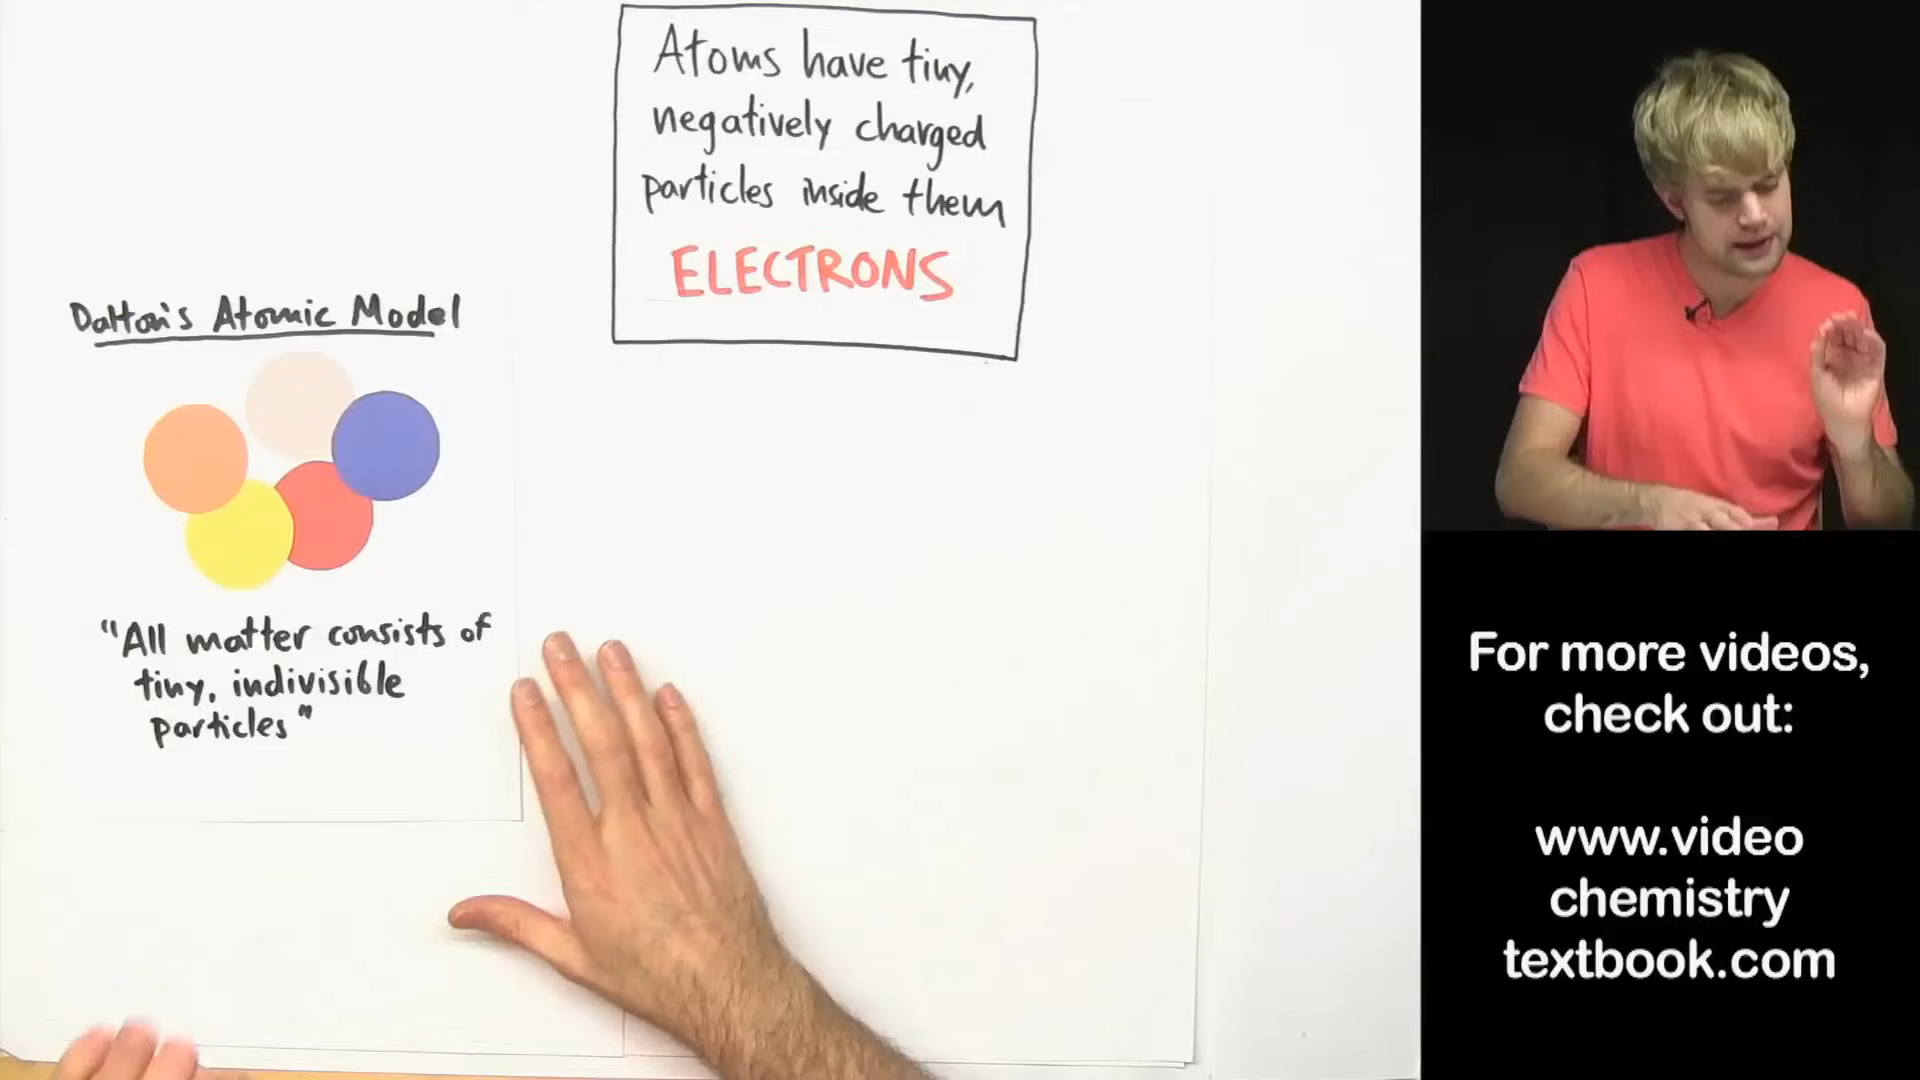 Atoms have tiny,
negatively charged
particles inside them
ELECTRONS
Dalton's Atomic Model
"All matter consists of
tiny, indivisible
particles"
For more videos,
check out:
www.video
chemistry
textbook.com